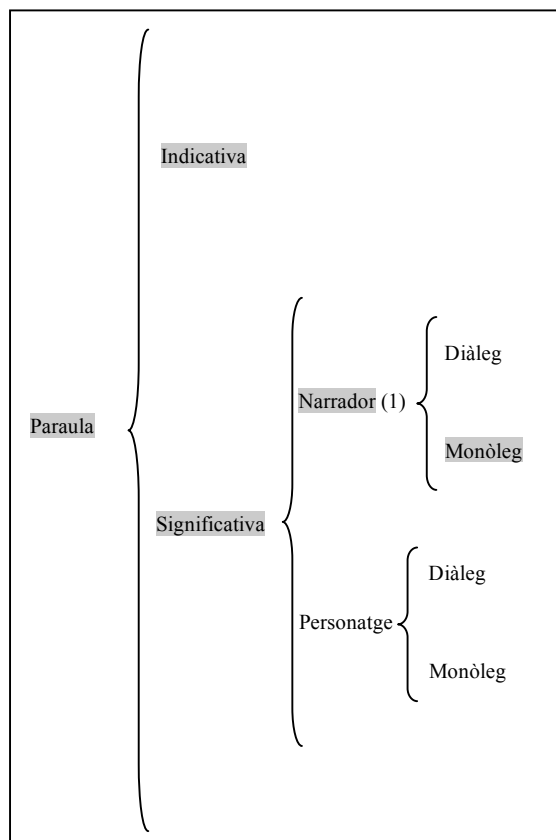 Indicativa
Diàleg
Narrador (1)
Paraula
Monòleg
Significativa
Diàleg
Personatge
Monòleg